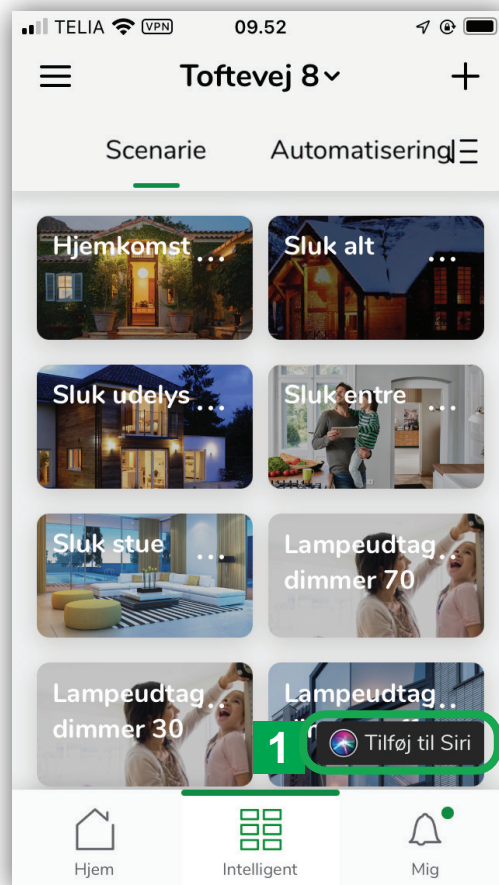 TELIA VPN 09.52
Toftevej 8
Scenarie Automatisering
Hjemkomst ... Sluk alt ...
Sluk udelys ... Sluk entre ...
Sluk stue ... Lampeudtag...
dimmer 70
Lampeudtag... Lampeudtag...
dimmer 30
1 Tilføj til Siri
Hjem Intelligent Mig